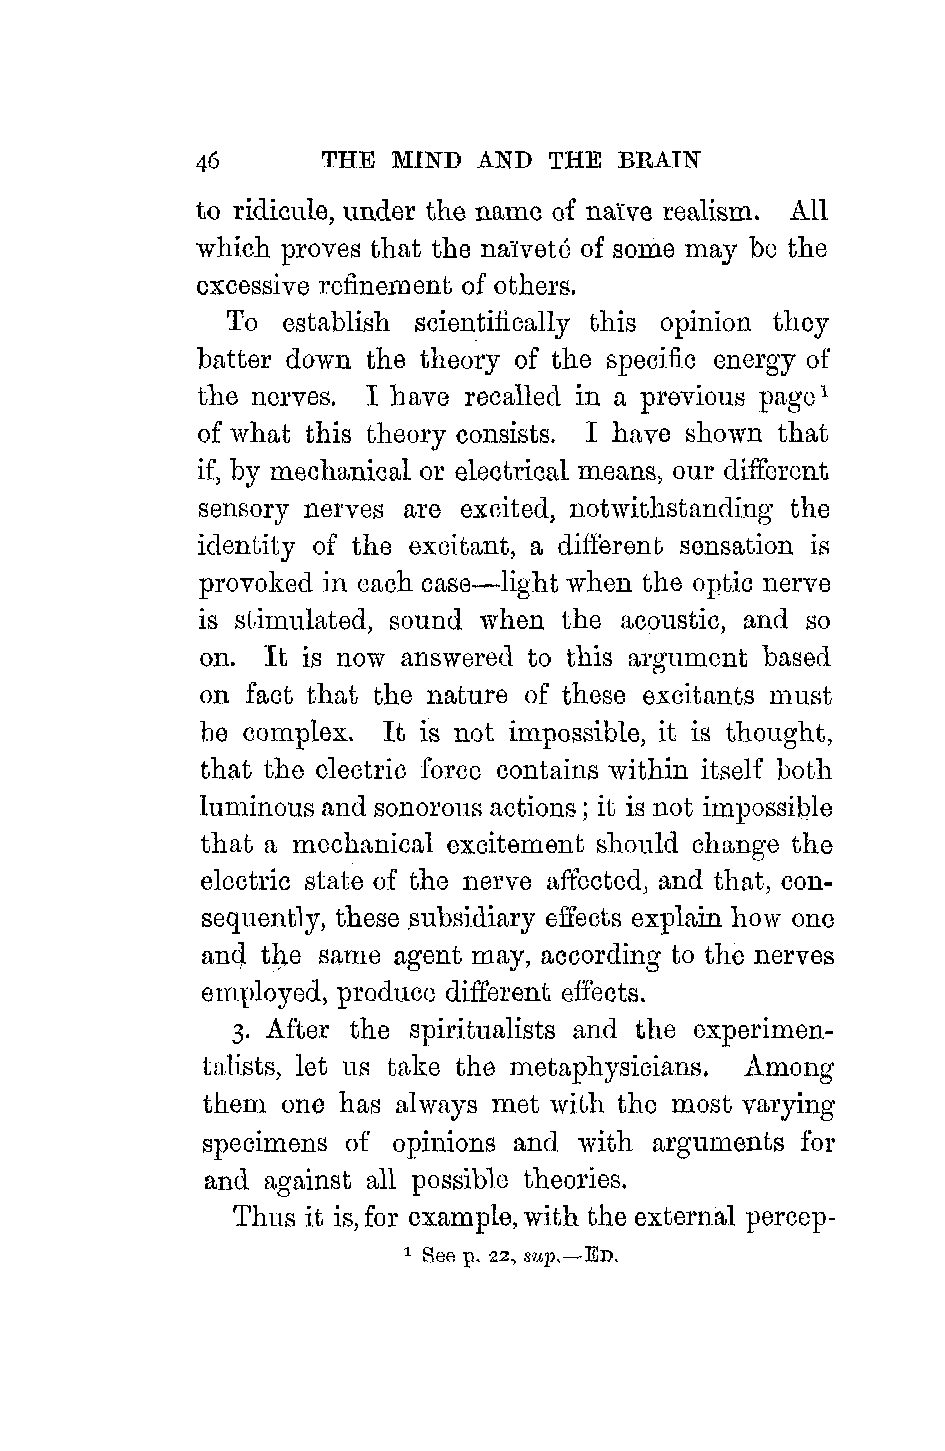 46 THE MIND AND THE BRAIN
to ridicule, under the name of naïve realism. All
which proves that the naïveté of some may be the
excessive refinement of others.
To establish scientifically this opinion they
batter down the theory of the specific energy of
the nerves. I have recalled in a previous page¹
of what this theory consists. I have shown that
if, by mechanical or electrical means, our different
sensory nerves are excited, notwithstanding the
identity of the excitant, a different sensation is
provoked in each case—light when the optic nerve
is stimulated, sound when the acoustic, and so
on. It is now answered to this argument based
on fact that the nature of these excitants must
be complex. It is not impossible, it is thought,
that the electric force contains within itself both
luminous and sonorous actions; it is not impossible
that a mechanical excitement should change the
electric state of the nerve affected, and that, con-
sequently, these subsidiary effects explain how one
and the same agent may, according to the nerves
employed, produce different effects.
3. After the spiritualists and the experimen-
talists, let us take the metaphysicians. Among
them one has always met with the most varying
specimens of opinions and with arguments for
and against all possible theories.
Thus it is, for example, with the external percep-
¹ See p. 22, sup.—ED.